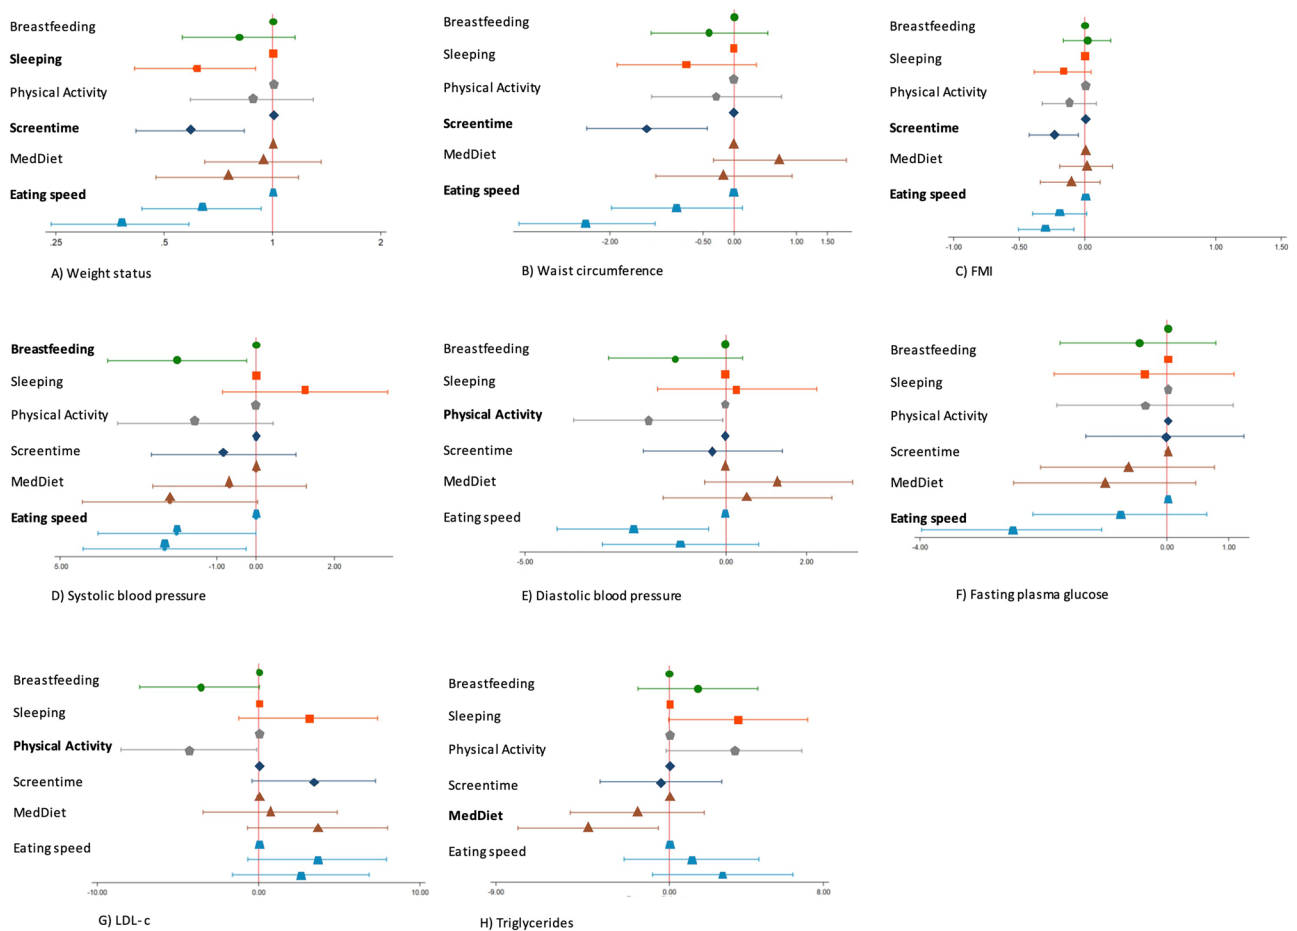 Breastfeeding
Sleeping
Physical Activity
Screentime
MedDiet
Eating speed
.25 .5 1 2
A) Weight status
Breastfeeding
Sleeping
Physical Activity
Screentime
MedDiet
Eating speed
-2.00 -0.50 0.00 1.00 1.50
B) Waist circumference
Breastfeeding
Sleeping
Physical Activity
Screentime
MedDiet
Eating speed
-1.00 -0.50 0.00 1.00 1.50
C) FMI
Breastfeeding
Sleeping
Physical Activity
Screentime
MedDiet
Eating speed
5.00 -1.00 0.00 2.00
D) Systolic blood pressure
Breastfeeding
Sleeping
Physical Activity
Screentime
MedDiet
Eating speed
-5.00 0.00 2.00
E) Diastolic blood pressure
Breastfeeding
Sleeping
Physical Activity
Screentime
MedDiet
Eating speed
-4.00 0.00 1.00
F) Fasting plasma glucose
Breastfeeding
Sleeping
Physical Activity
Screentime
MedDiet
Eating speed
-10.00 0.00 10.00
G) LDL-c
Breastfeeding
Sleeping
Physical Activity
Screentime
MedDiet
Eating speed
-9.00 0.00 8.00
H) Triglycerides